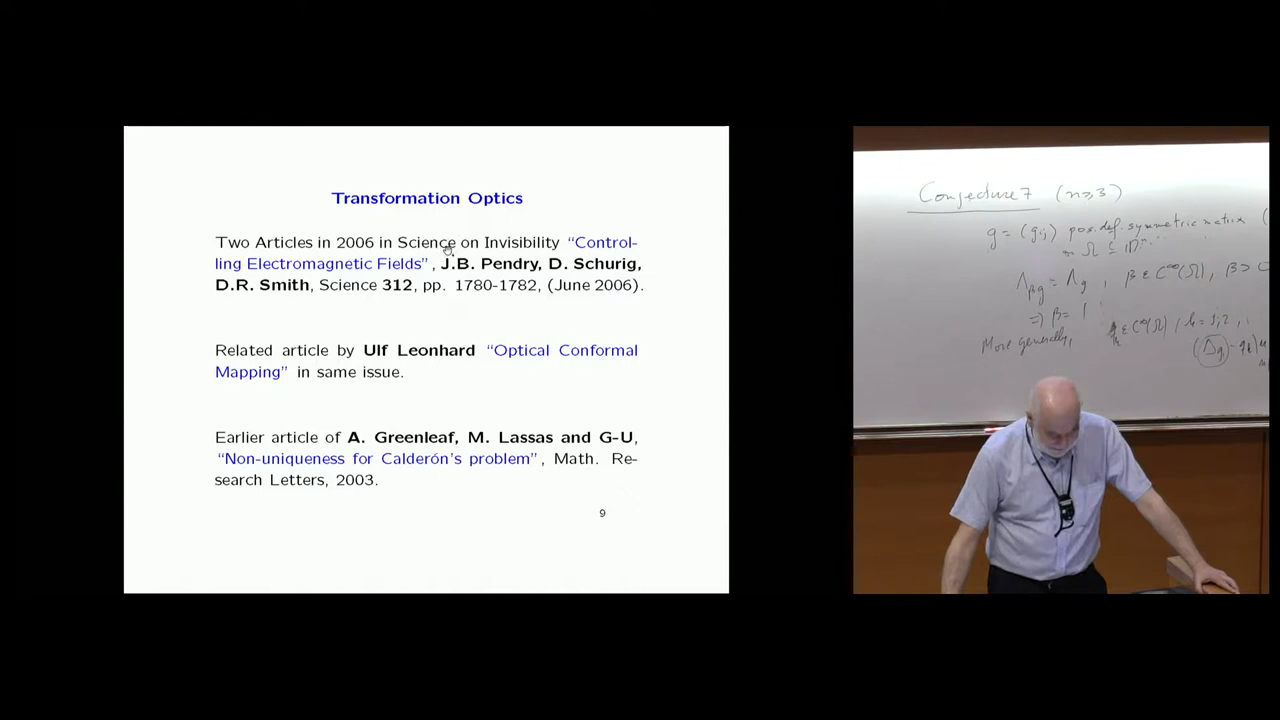 Transformation Optics
Two Articles in 2006 in Science on Invisibility “Control-
ling Electromagnetic Fields”, J.B. Pendry, D. Schurig,
D.R. Smith, Science 312, pp. 1780-1782, (June 2006).
Related article by Ulf Leonhard “Optical Conformal
Mapping” in same issue.
Earlier article of A. Greenleaf, M. Lassas and G-U,
“Non-uniqueness for Calderón’s problem”, Math. Re-
search Letters, 2003.
9
Conjecture 7 (n≥3)
g = (gij) pos.def. symmetric matrix
in Ω ⊆ ℝⁿ
Λβg = Λg , β ∈ C∞(Ω), β >
⇒ β = 1
More generally, ∈ C∞(Ω)